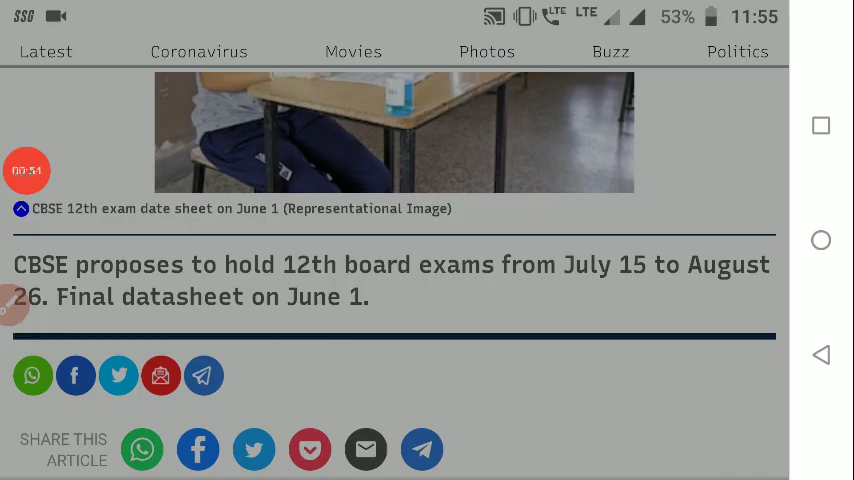 SSG LTE LTE 53% 11:55
Latest Coronavirus Movies Photos Buzz Politics
CBSE 12th exam date sheet on June 1 (Representational Image)
CBSE proposes to hold 12th board exams from July 15 to August
26. Final datasheet on June 1.
SHARE THIS
ARTICLE